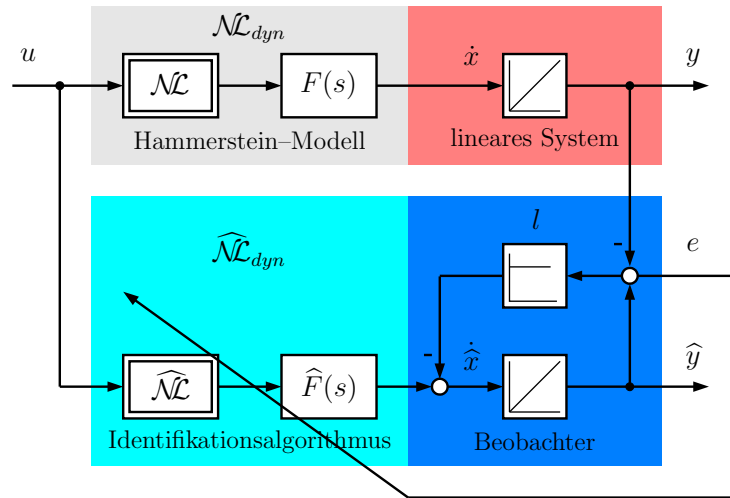 𝒩ℒ_dyn
u
ẋ
y
𝒩ℒ
F(s)
Hammerstein–Modell
lineares System
l
-
e
𝒩ℒ̂_dyn
-
x̂̇
ŷ
𝒩ℒ̂
F̂(s)
Identifikationsalgorithmus
Beobachter